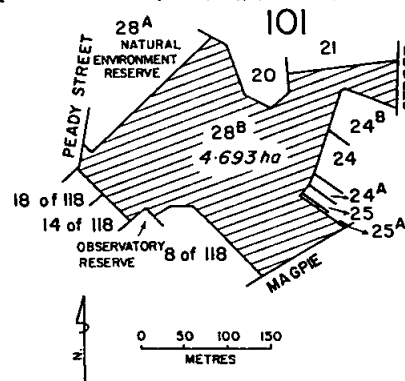 101
28A
NATURAL
ENVIRONMENT
RESERVE
PEADY STREET
21
20
28B
4·693 ha
24B
24
24A
25
25A
18 of 118
14 of 118
OBSERVATORY
RESERVE
8 of 118
MAGPIE
N.
0 50 100 150
METRES